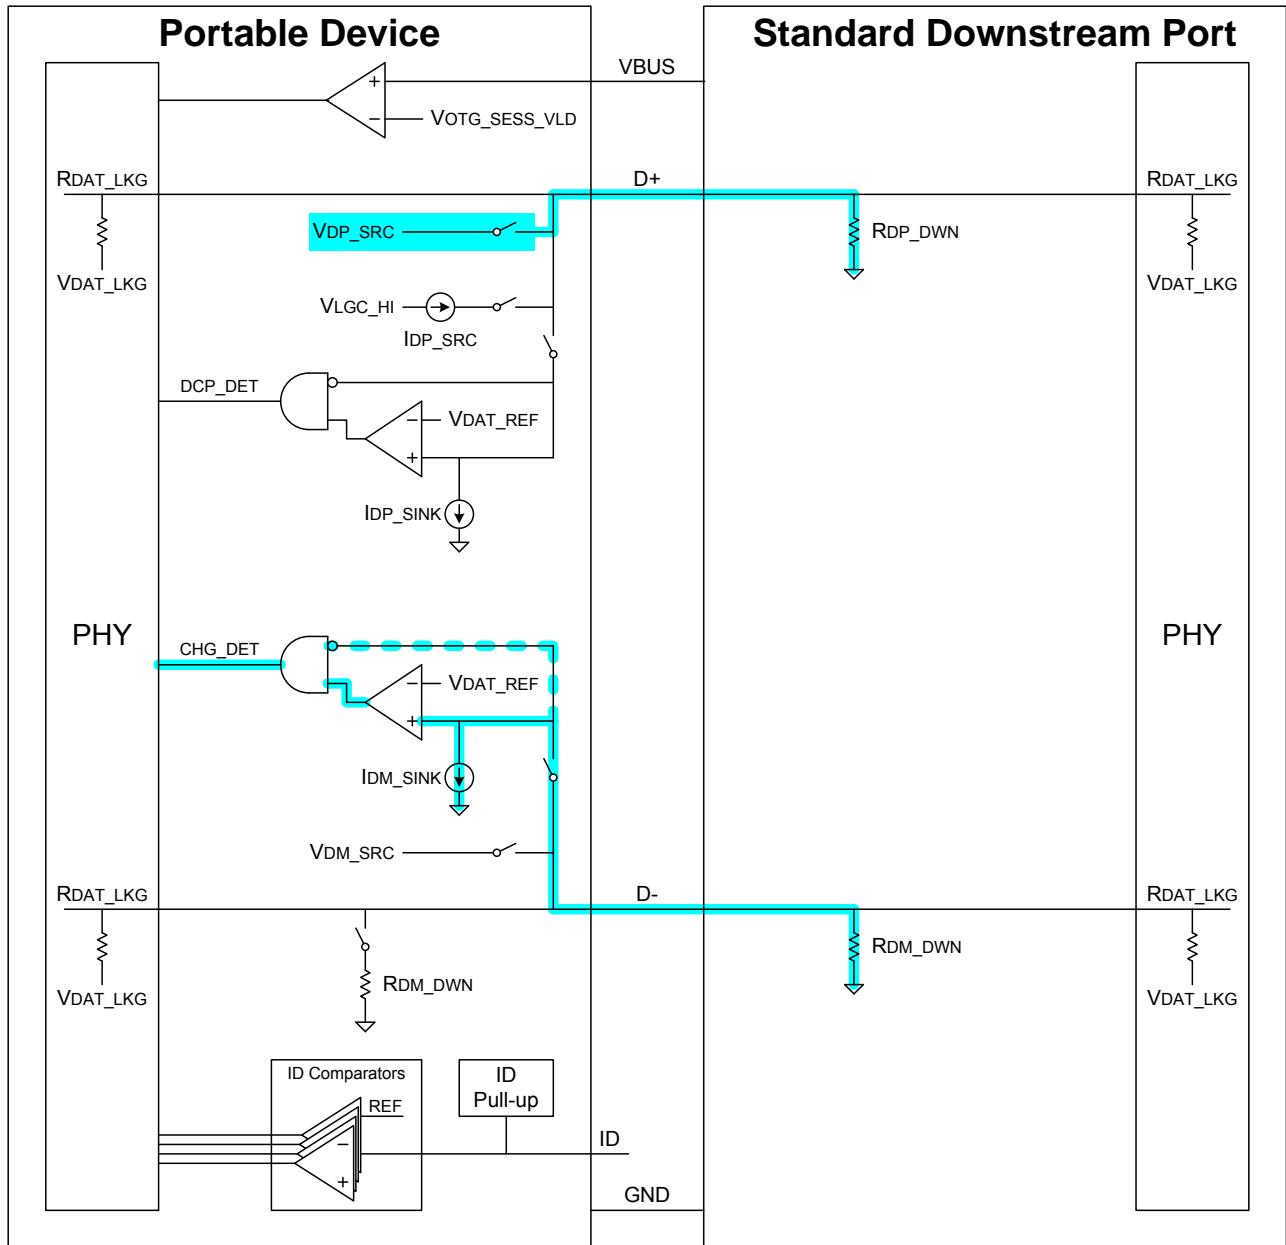 Portable Device
Standard Downstream Port
VBUS
+
−
VOTG_SESS_VLD
RDAT_LKG
D+
RDAT_LKG
VDP_SRC
RDP_DWN
VDAT_LKG
VDAT_LKG
VLGC_HI
IDP_SRC
DCP_DET
−
VDAT_REF
+
IDP_SINK
PHY
PHY
CHG_DET
−
VDAT_REF
+
IDM_SINK
VDM_SRC
RDAT_LKG
D-
RDAT_LKG
RDM_DWN
RDM_DWN
VDAT_LKG
VDAT_LKG
ID Comparators
REF
−
+
ID
Pull-up
ID
GND